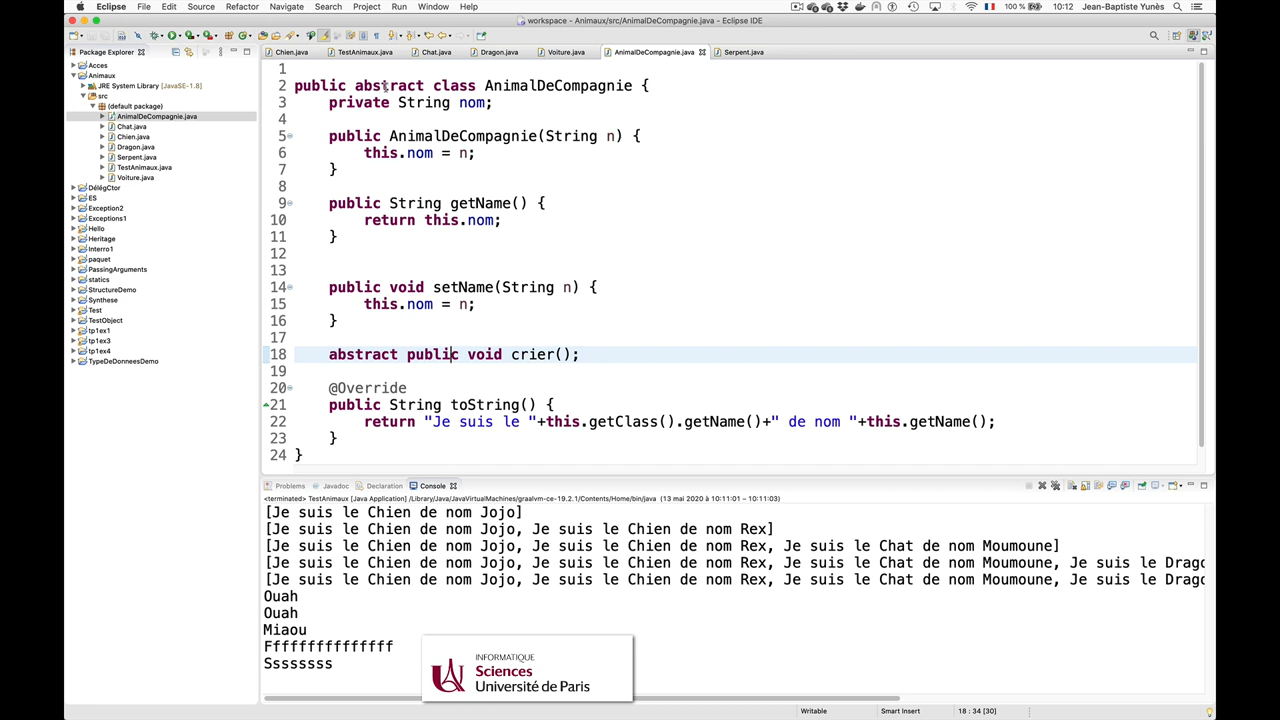 Eclipse File Edit Source Refactor Navigate Search Project Run Window Help 100 % 10:12 Jean-Baptiste Yunès
workspace - Animaux/src/AnimalDeCompagnie.java - Eclipse IDE
Package Explorer
Acces
Animaux
JRE System Library [JavaSE-1.8]
src
(default package)
AnimalDeCompagnie.java
Chat.java
Chien.java
Dragon.java
Serpent.java
TestAnimaux.java
Voiture.java
DélégCtor
ES
Exception2
Exceptions1
Hello
Heritage
Interro1
paquet
PassingArguments
statics
StructureDemo
Synthese
Test
TestObject
tp1ex1
tp1ex3
tp1ex4
TypeDeDonneesDemo
Chien.java TestAnimaux.java Chat.java Dragon.java Voiture.java AnimalDeCompagnie.java Serpent.java
1
2 public abstract class AnimalDeCompagnie {
3 private String nom;
4
5 public AnimalDeCompagnie(String n) {
6 this.nom = n;
7 }
8
9 public String getName() {
10 return this.nom;
11 }
12
13
14 public void setName(String n) {
15 this.nom = n;
16 }
17
18 abstract public void crier();
19
20 @Override
21 public String toString() {
22 return "Je suis le "+this.getClass().getName()+" de nom "+this.getName();
23 }
24 }
Problems Javadoc Declaration Console
<terminated> TestAnimaux [Java Application] /Library/Java/JavaVirtualMachines/graalvm-ce-19.2.1/Contents/Home/bin/java (13 mai 2020 à 10:11:01 - 10:11:03)
[Je suis le Chien de nom Jojo]
[Je suis le Chien de nom Jojo, Je suis le Chien de nom Rex]
[Je suis le Chien de nom Jojo, Je suis le Chien de nom Rex, Je suis le Chat de nom Moumoune]
[Je suis le Chien de nom Jojo, Je suis le Chien de nom Rex, Je suis le Chat de nom Moumoune, Je suis le Drago
[Je suis le Chien de nom Jojo, Je suis le Chien de nom Rex, Je suis le Chat de nom Moumoune, Je suis le Drago
Ouah
Ouah
Miaou
Fffffffffffffff
Ssssssss
INFORMATIQUE
Sciences
Université de Paris
Writable Smart Insert 18 : 34 [30]